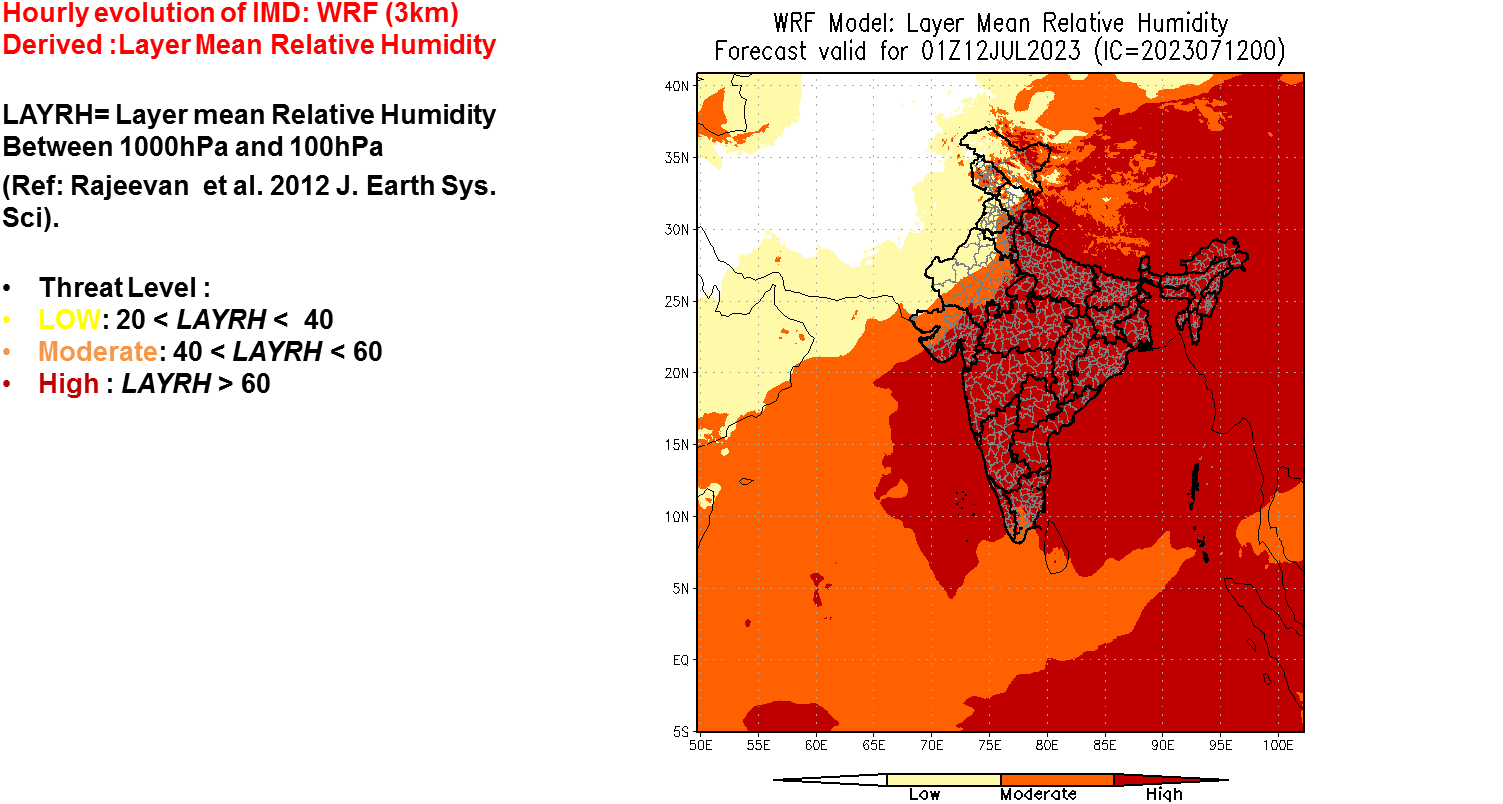 Hourly evolution of IMD: WRF (3km)
Derived :Layer Mean Relative Humidity
LAYRH= Layer mean Relative Humidity
Between 1000hPa and 100hPa
(Ref: Rajeevan et al. 2012 J. Earth Sys.
Sci).
• Threat Level :
• LOW: 20 < LAYRH < 40
• Moderate: 40 < LAYRH < 60
• High : LAYRH > 60
WRF Model: Layer Mean Relative Humidity
Forecast valid for 01Z12JUL2023 (IC=2023071200)
40N
35N
30N
25N
20N
15N
10N
5N
EQ
5S
50E 55E 60E 65E 70E 75E 80E 85E 90E 95E 100E
Low Moderate High